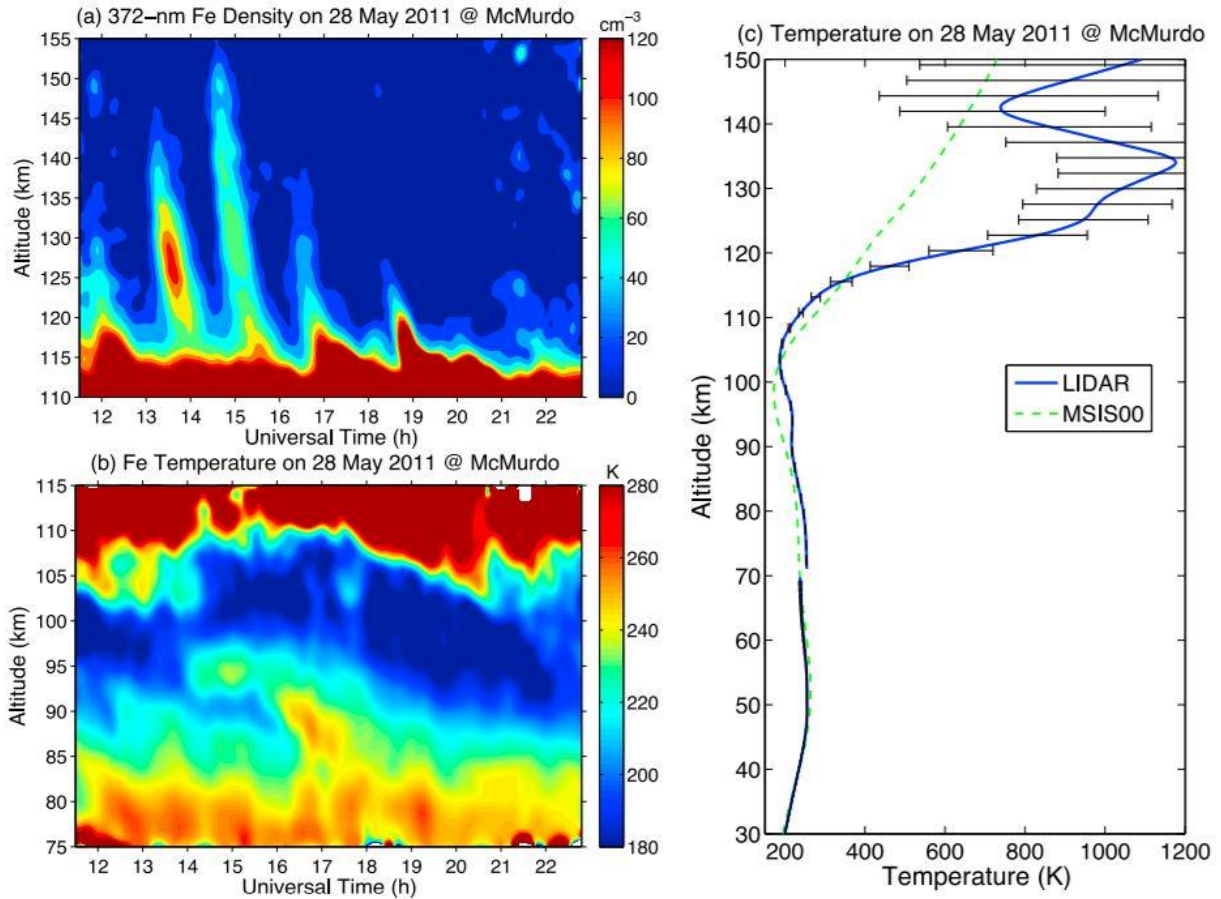 (a) 372–nm Fe Density on 28 May 2011 @ McMurdo
cm⁻³
155
150
145
140
135
130
125
120
115
110
Altitude (km)
12 13 14 15 16 17 18 19 20 21 22
Universal Time (h)
120
100
80
60
40
20
0
(b) Fe Temperature on 28 May 2011 @ McMurdo
K
115
110
105
100
95
90
85
80
75
Altitude (km)
12 13 14 15 16 17 18 19 20 21 22
Universal Time (h)
280
260
240
220
200
180
(c) Temperature on 28 May 2011 @ McMurdo
150
140
130
120
110
100
90
80
70
60
50
40
30
Altitude (km)
LIDAR
MSIS00
200 400 600 800 1000 1200
Temperature (K)